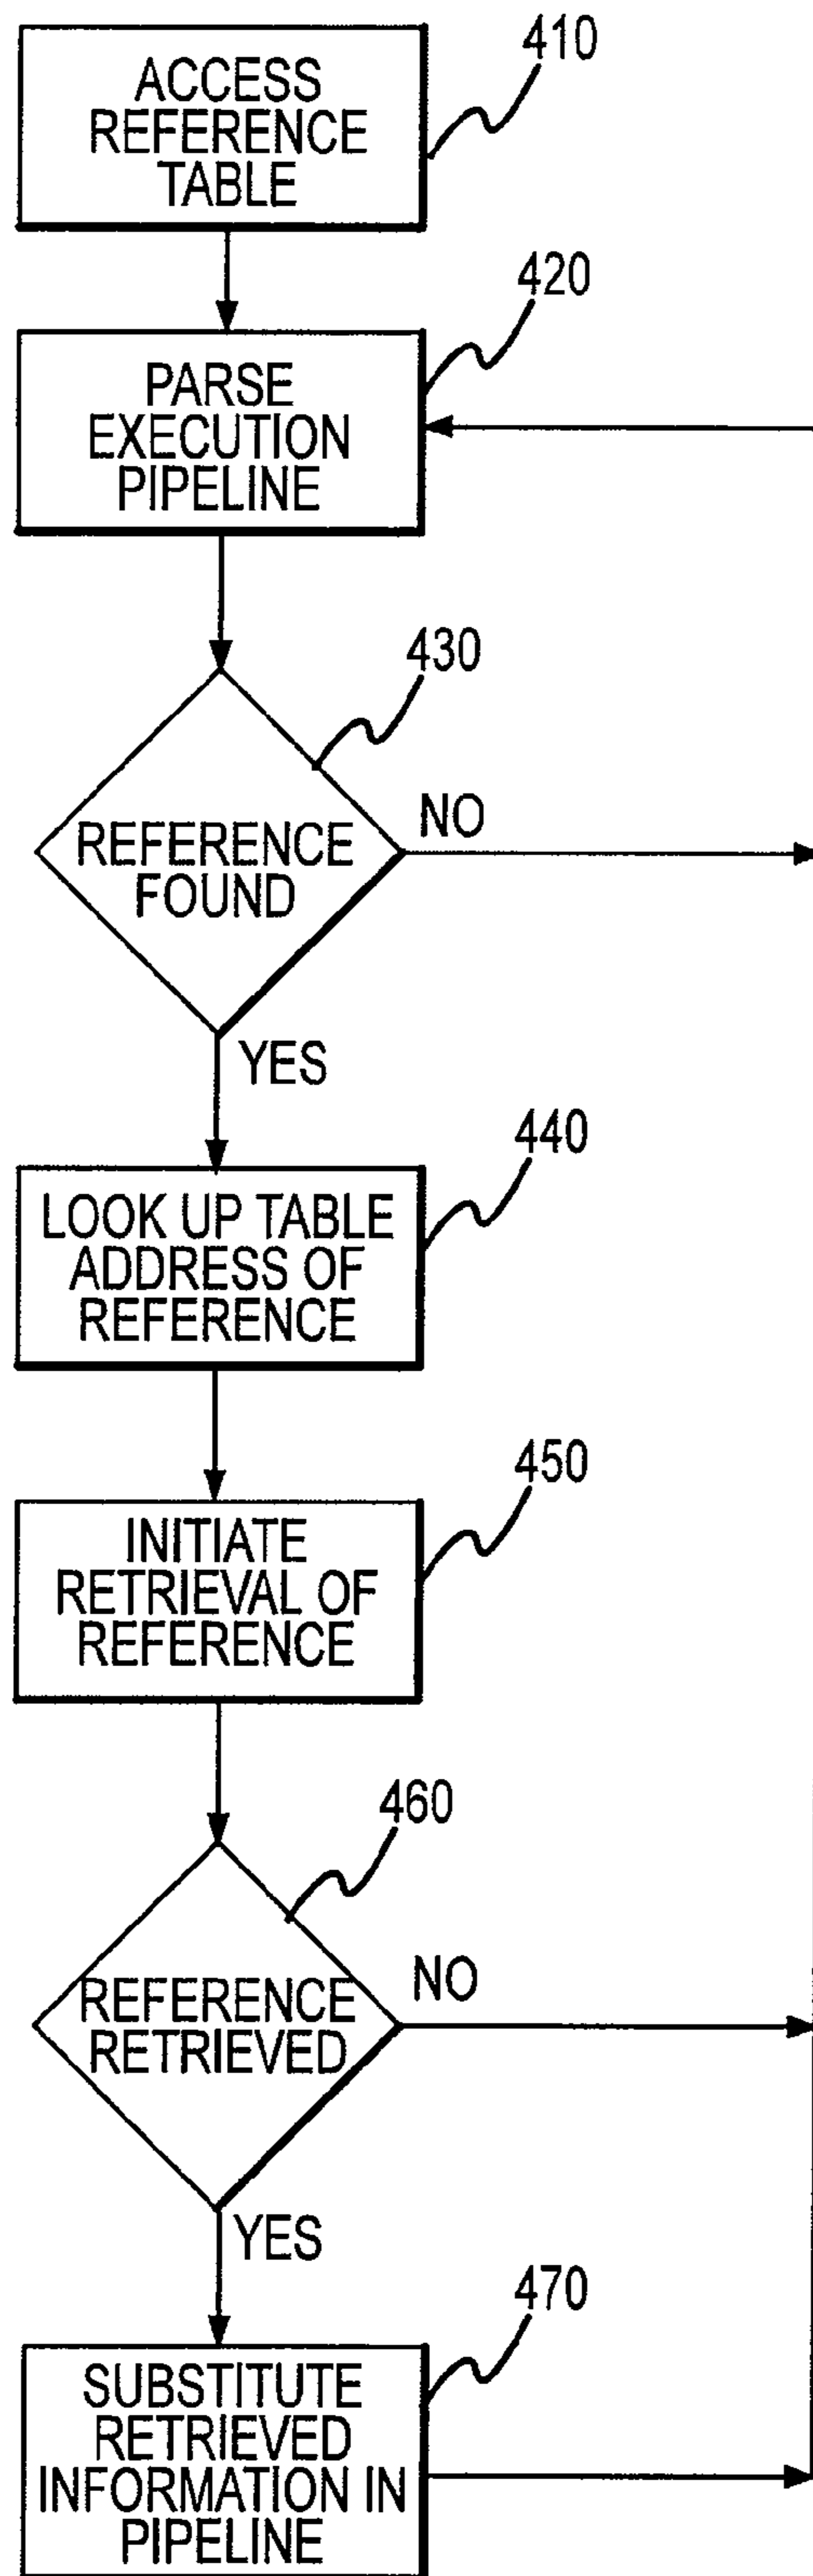 410
ACCESS
REFERENCE
TABLE
420
PARSE
EXECUTION
PIPELINE
430
REFERENCE
FOUND
NO
YES
440
LOOK UP TABLE
ADDRESS OF
REFERENCE
450
INITIATE
RETRIEVAL OF
REFERENCE
460
REFERENCE
RETRIEVED
NO
YES
470
SUBSTITUTE
RETRIEVED
INFORMATION IN
PIPELINE